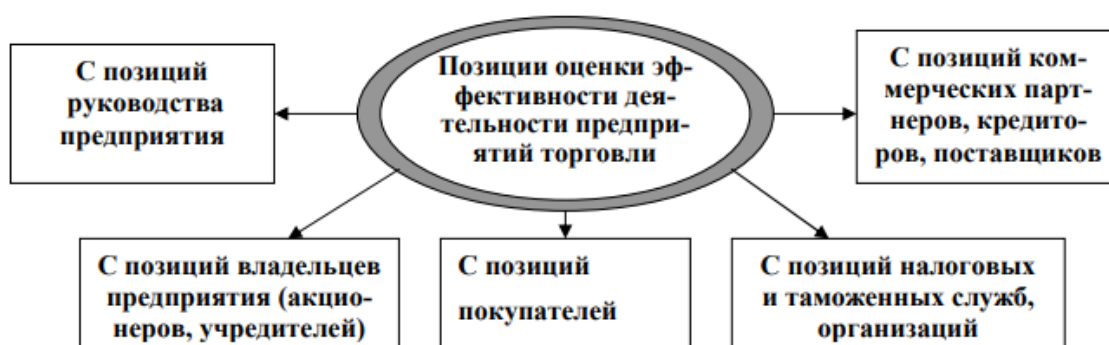 С позиций
руководства
предприятия
Позиции оценки эф-
фективности дея-
тельности предпри-
ятий торговли
С позиций ком-
мерческих парт-
неров, кредито-
ров, поставщиков
С позиций владельцев
предприятия (акцио-
неров, учредителей)
С позиций
покупателей
С позиций налоговых
и таможенных служб,
организаций